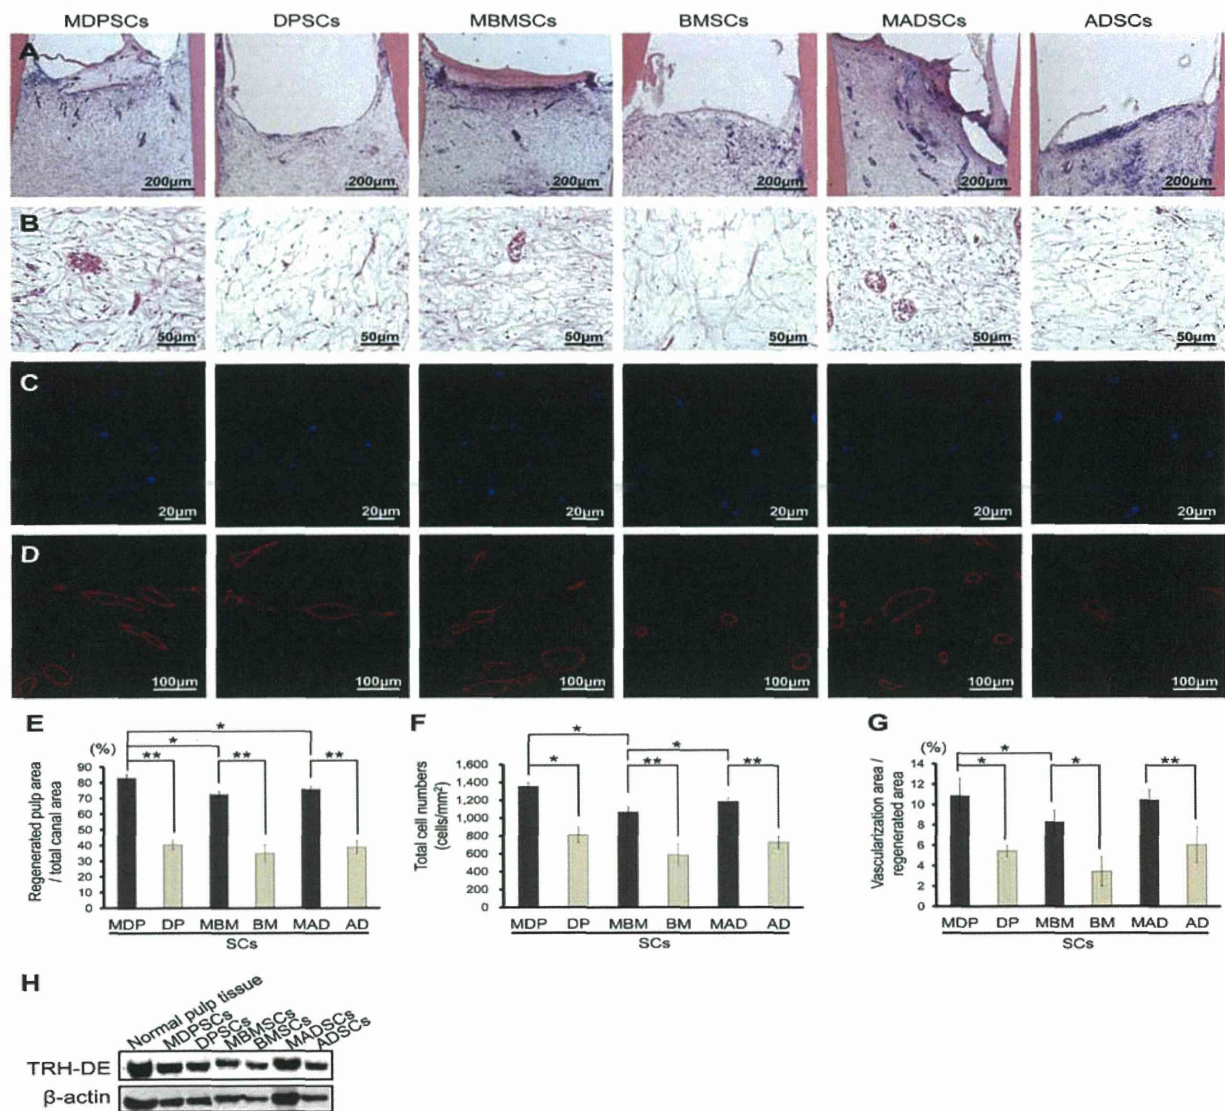 MDPSCs DPSCs MBMSCs BMSCs MADSCs ADSCs
A
200μm 200μm 200μm 200μm 200μm 200μm
B
50μm 50μm 50μm 50μm 50μm 50μm
C
20μm 20μm 20μm 20μm 20μm 20μm
D
100μm 100μm 100μm 100μm 100μm 100μm
E
(%)
90
80
70
60
50
40
30
20
10
0
Regenerated pulp area
/ total canal area
* * ** ** **
MDP DP MBM BM MAD AD
SCs
F
1,600
1,400
1,200
1,000
800
600
400
200
0
Total cell numbers
(cells/mm²)
* * * ** **
MDP DP MBM BM MAD AD
SCs
G
(%)
14
12
10
8
6
4
2
0
Vascularization area /
regenerated area
* * * **
MDP DP MBM BM MAD AD
SCs
H
Normal pulp tissue
MDPSCs
DPSCs
MBMSCs
BMSCs
MADSCs
ADSCs
TRH-DE
β-actin